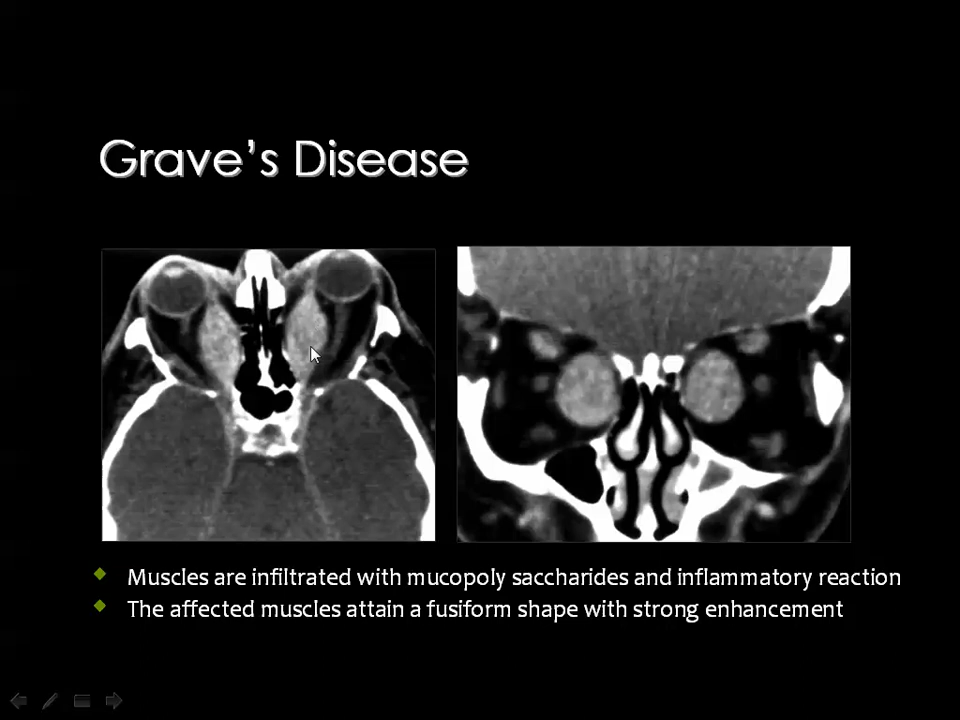 Grave's Disease
Muscles are infiltrated with mucopoly saccharides and inflammatory reaction
The affected muscles attain a fusiform shape with strong enhancement